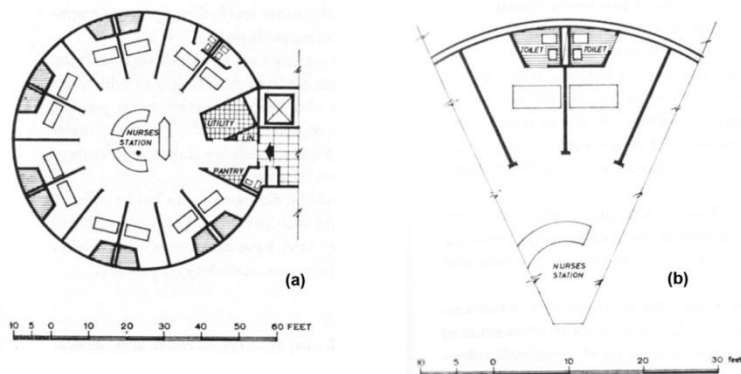 UTILITY
LIN.
NURSES
STATION
PANTRY
(a)
10 5 0 10 20 30 40 50 60 FEET
TOILET TOILET
NURSES
STATION
(b)
10 5 0 10 20 30
feet